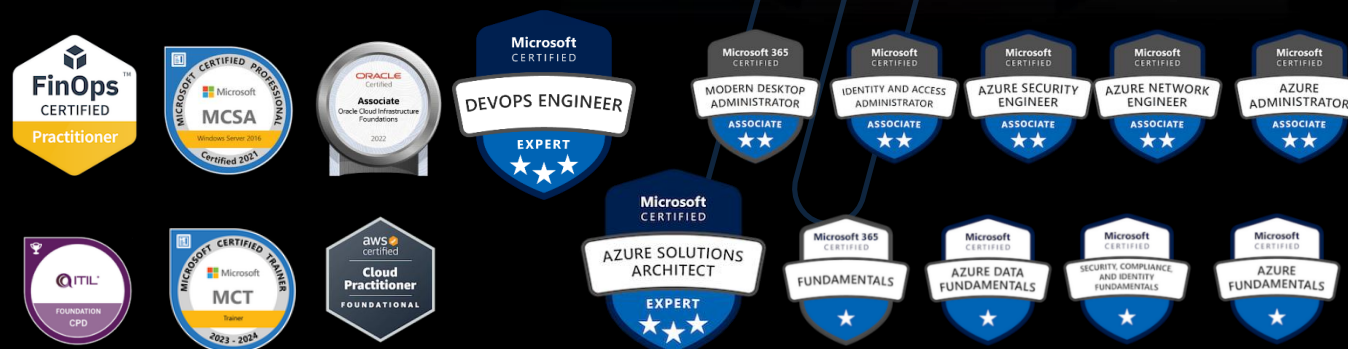 FinOps™
CERTIFIED
Practitioner
MICROSOFT CERTIFIED PROFESSIONAL
Microsoft
MCSA
Windows Server 2016
Certified 2021
ORACLE
Certified
Associate
Oracle Cloud Infrastructure
Foundations
2022
Microsoft
CERTIFIED
DEVOPS ENGINEER
EXPERT
Microsoft 365
CERTIFIED
MODERN DESKTOP
ADMINISTRATOR
ASSOCIATE
Microsoft
CERTIFIED
IDENTITY AND ACCESS
ADMINISTRATOR
ASSOCIATE
Microsoft
CERTIFIED
AZURE SECURITY
ENGINEER
ASSOCIATE
Microsoft
CERTIFIED
AZURE NETWORK
ENGINEER
ASSOCIATE
Microsoft
CERTIFIED
AZURE
ADMINISTRATOR
ASSOCIATE
ITIL
FOUNDATION
CPD
MICROSOFT CERTIFIED TRAINER
Microsoft
MCT
Trainer
2023 - 2024
aws
certified
Cloud
Practitioner
FOUNDATIONAL
Microsoft
CERTIFIED
AZURE SOLUTIONS
ARCHITECT
EXPERT
Microsoft 365
CERTIFIED
FUNDAMENTALS
Microsoft
CERTIFIED
AZURE DATA
FUNDAMENTALS
Microsoft
CERTIFIED
SECURITY, COMPLIANCE,
AND IDENTITY
FUNDAMENTALS
Microsoft
CERTIFIED
AZURE
FUNDAMENTALS